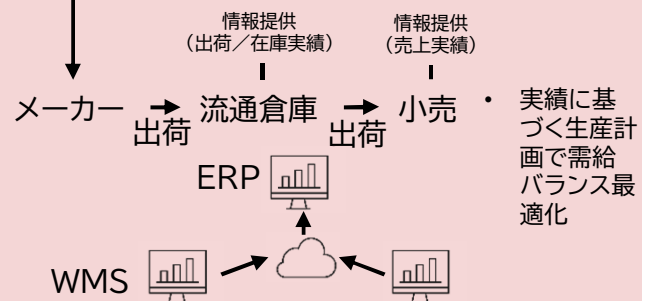 情報提供
（出荷／在庫実績）
情報提供
（売上実績）
メーカー
出荷
流通倉庫
出荷
小売
・ 実績に基
づく生産計
画で需給
バランス最
適化
ERP
WMS